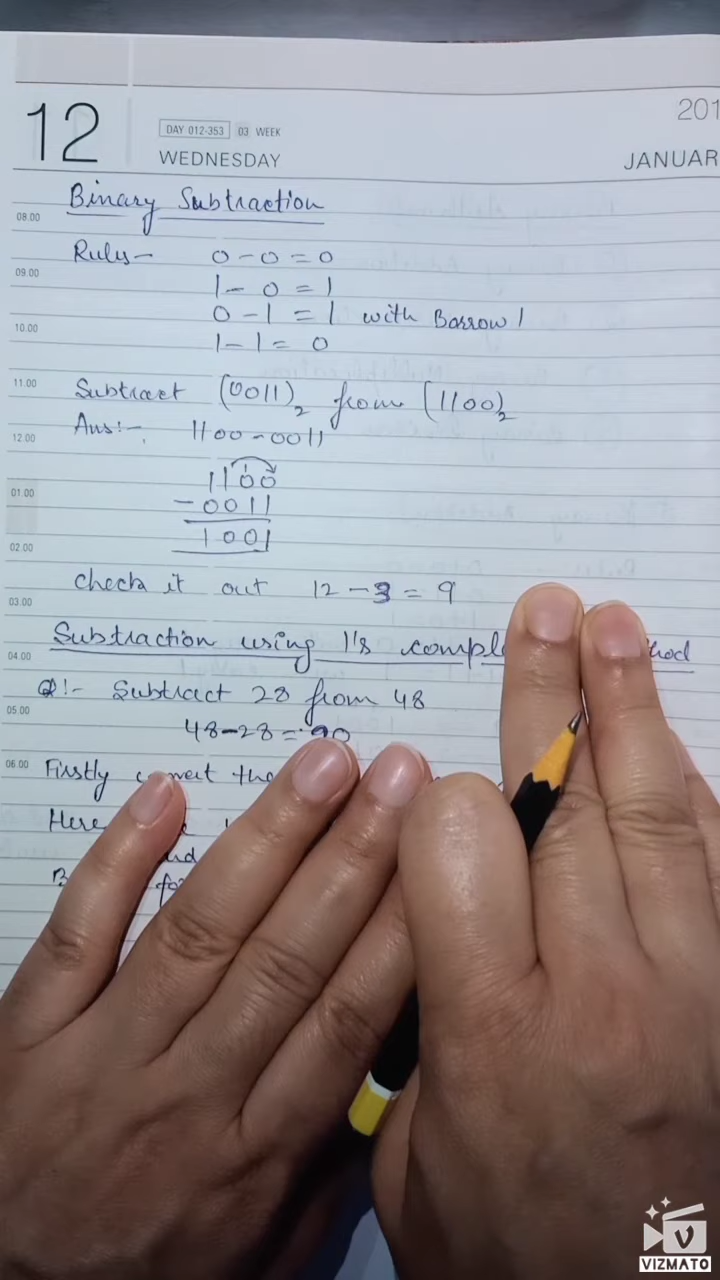 12
DAY 012-353 03 WEEK
WEDNESDAY
201
JANUAR
Binary Subtraction
08.00
Rules-
0-0=0
09.00
1-0=1
0-1=1 with Borrow 1
10.00
1-1=0
11.00
Subtract (0011)2 from (1100)2
Ans:-. 1100-0011
12.00
1100
01.00
-0011
1001
02.00
Check it out 12-3=9
03.00
Subtraction using 1's compl
04.00
Q:- Subtract 28 from 48
05.00
48-28=
06.00
Firstly the
Here
VIZMATO